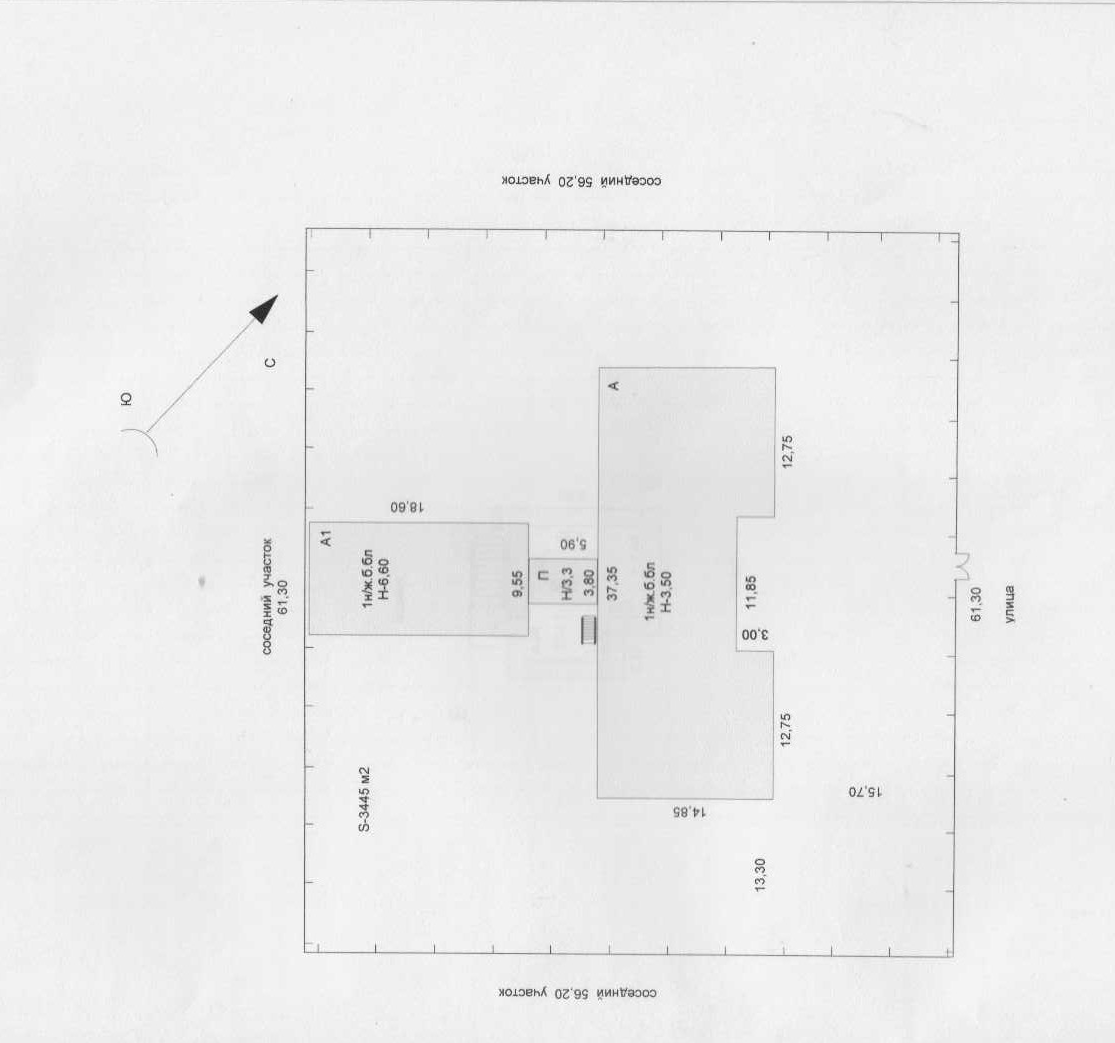 соседний 56,20 участок
Ю
С
соседний участок
61,30
А1
18,60
1н/ж.б.бл
Н-6,60
9,55
П
Н/3,3
3,80
5,90
А
37,35
1н/ж.б.бл
Н-3,50
12,75
11,85
3,00
12,75
14,85
15,70
13,30
S-3445 м2
61,30
улица
соседний 56,20 участок